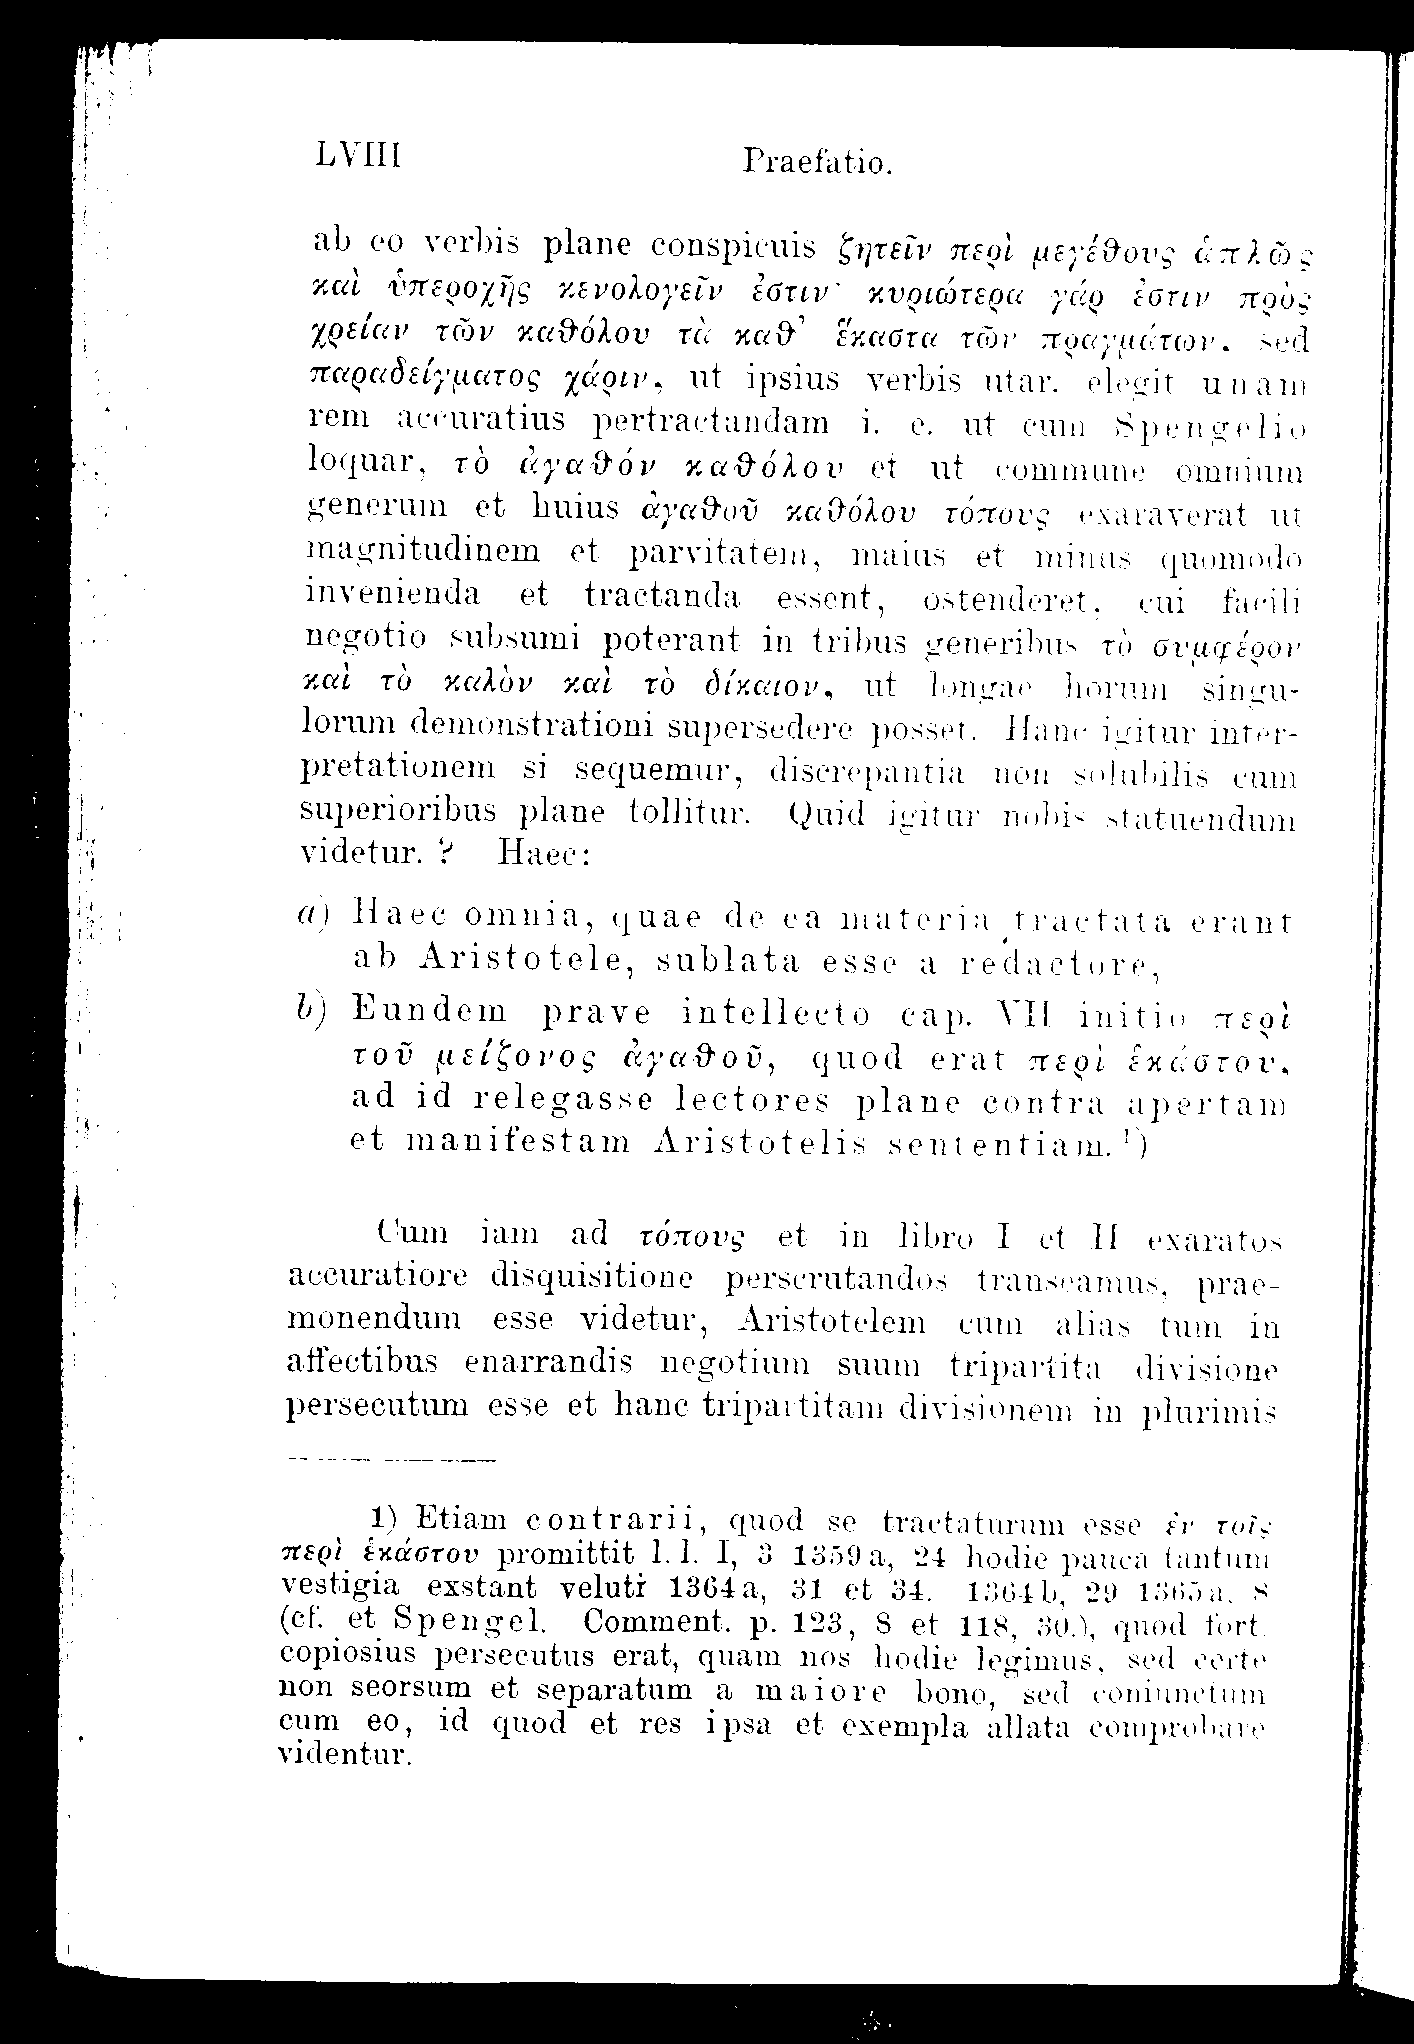 LVIII Praefatio.
ab eo verbis plane conspicuis ζητεῖν περὶ μεγέθους ἁπλῶς
καὶ ὑπεροχῆς κενολογεῖν ἐστιν· κυριώτερα γάρ ἐστιν πρὸς
χρείαν τῶν καθόλου τὰ καθ’ ἕκαστα τῶν πραγμάτων. sed
παραδείγματος χάριν, ut ipsius verbis utar. elegit unam
rem accuratius pertractandam i. e. ut cum Spengelio
loquar, τὸ ἀγαθόν καθόλου et ut commune omnium
generum et huius ἀγαθοῦ καθόλου τόπους exaraverat ut
magnitudinem et parvitatem, maius et minus quomodo
invenienda et tractanda essent, ostenderet, cui facili
negotio subsumi poterant in tribus generibus τὸ συμφέρον
καὶ τὸ καλὸν καὶ τὸ δίκαιον, ut longae horum singu-
lorum demonstrationi supersedere posset. Hanc igitur inter-
pretationem si sequemur, discrepantia non solubilis cum
superioribus plane tollitur. Quid igitur nobis statuendum
videtur. ? Haec:
a) Haec omnia, quae de ea materia tractata erant
ab Aristotele, sublata esse a redactore,
b) Eundem prave intellecto cap. VII initio περὶ
τοῦ μείζονος ἀγαθοῦ, quod erat περὶ ἑκάστου,
ad id relegasse lectores plane contra apertam
et manifestam Aristotelis sententiam.¹)
Cum iam ad τόπους et in libro I et II exaratos
accuratiore disquisitione perscrutandos transeamus, prae-
monendum esse videtur, Aristotelem cum alias tum in
affectibus enarrandis negotium suum tripartita divisione
persecutum esse et hanc tripartitam divisionem in plurimis
1) Etiam contrarii, quod se tractaturum esse ἐν τοῖς
περὶ ἑκάστου promittit l. l. I, 3 1359a, 24 hodie pauca tantum
vestigia exstant veluti 1364a, 31 et 34. 1364b, 29 1365a, 8
(cf. et Spengel. Comment. p. 123, 8 et 118, 30.), quod fort.
copiosius persecutus erat, quam nos hodie legimus, sed certe
non seorsum et separatum a maiore bono, sed coniunctum
cum eo, id quod et res ipsa et exempla allata comprobare
videntur.